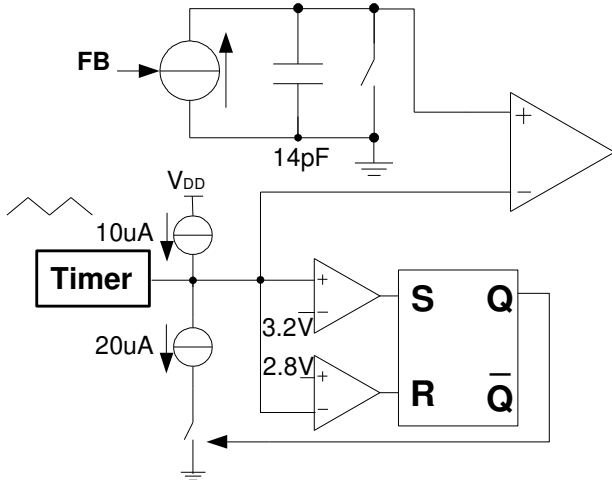 FB
+
14pF
VDD
−
10uA
Timer
+
S
Q
−
3.2V
20uA
2.8V
+
R
Q̅
−